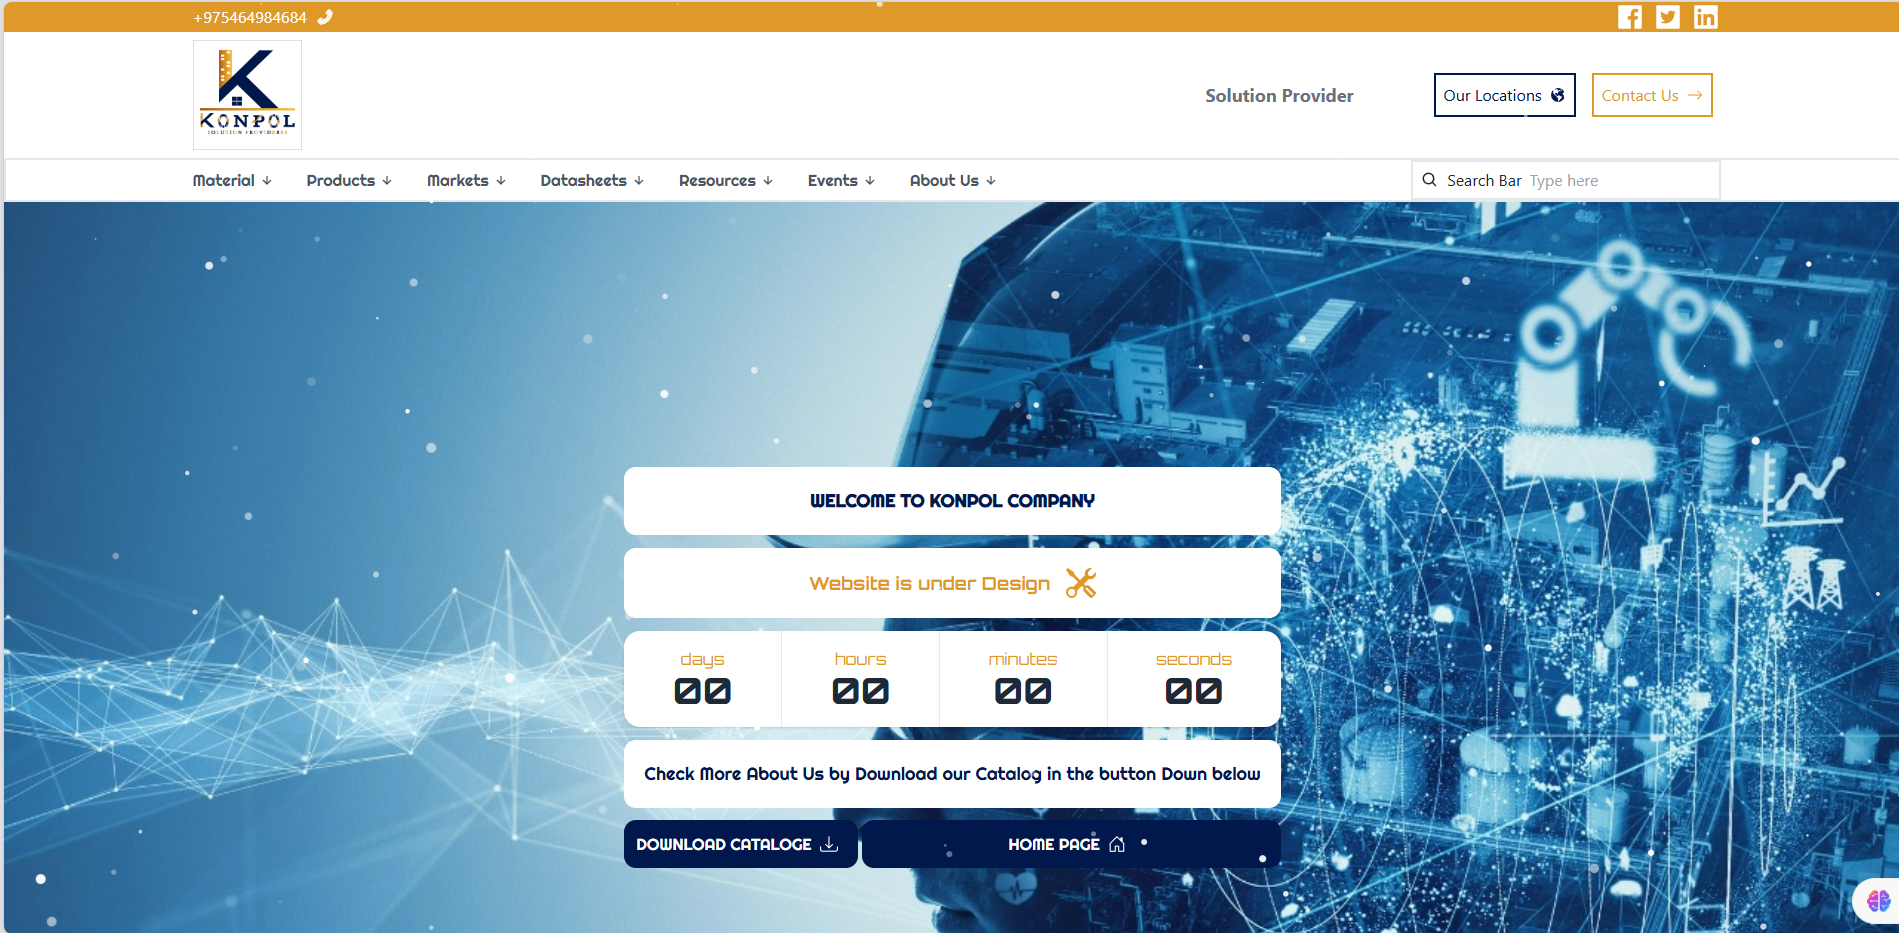 +975464984684
KONPOL
SOLUTION PROVIDERES
Solution Provider
Our Locations
Contact Us
Material
Products
Markets
Datasheets
Resources
Events
About Us
Search Bar
Type here
WELCOME TO KONPOL COMPANY
Website is under Design
days
hours
minutes
seconds
00
00
00
00
Check More About Us by Download our Catalog in the button Down below
DOWNLOAD CATALOGE
HOME PAGE